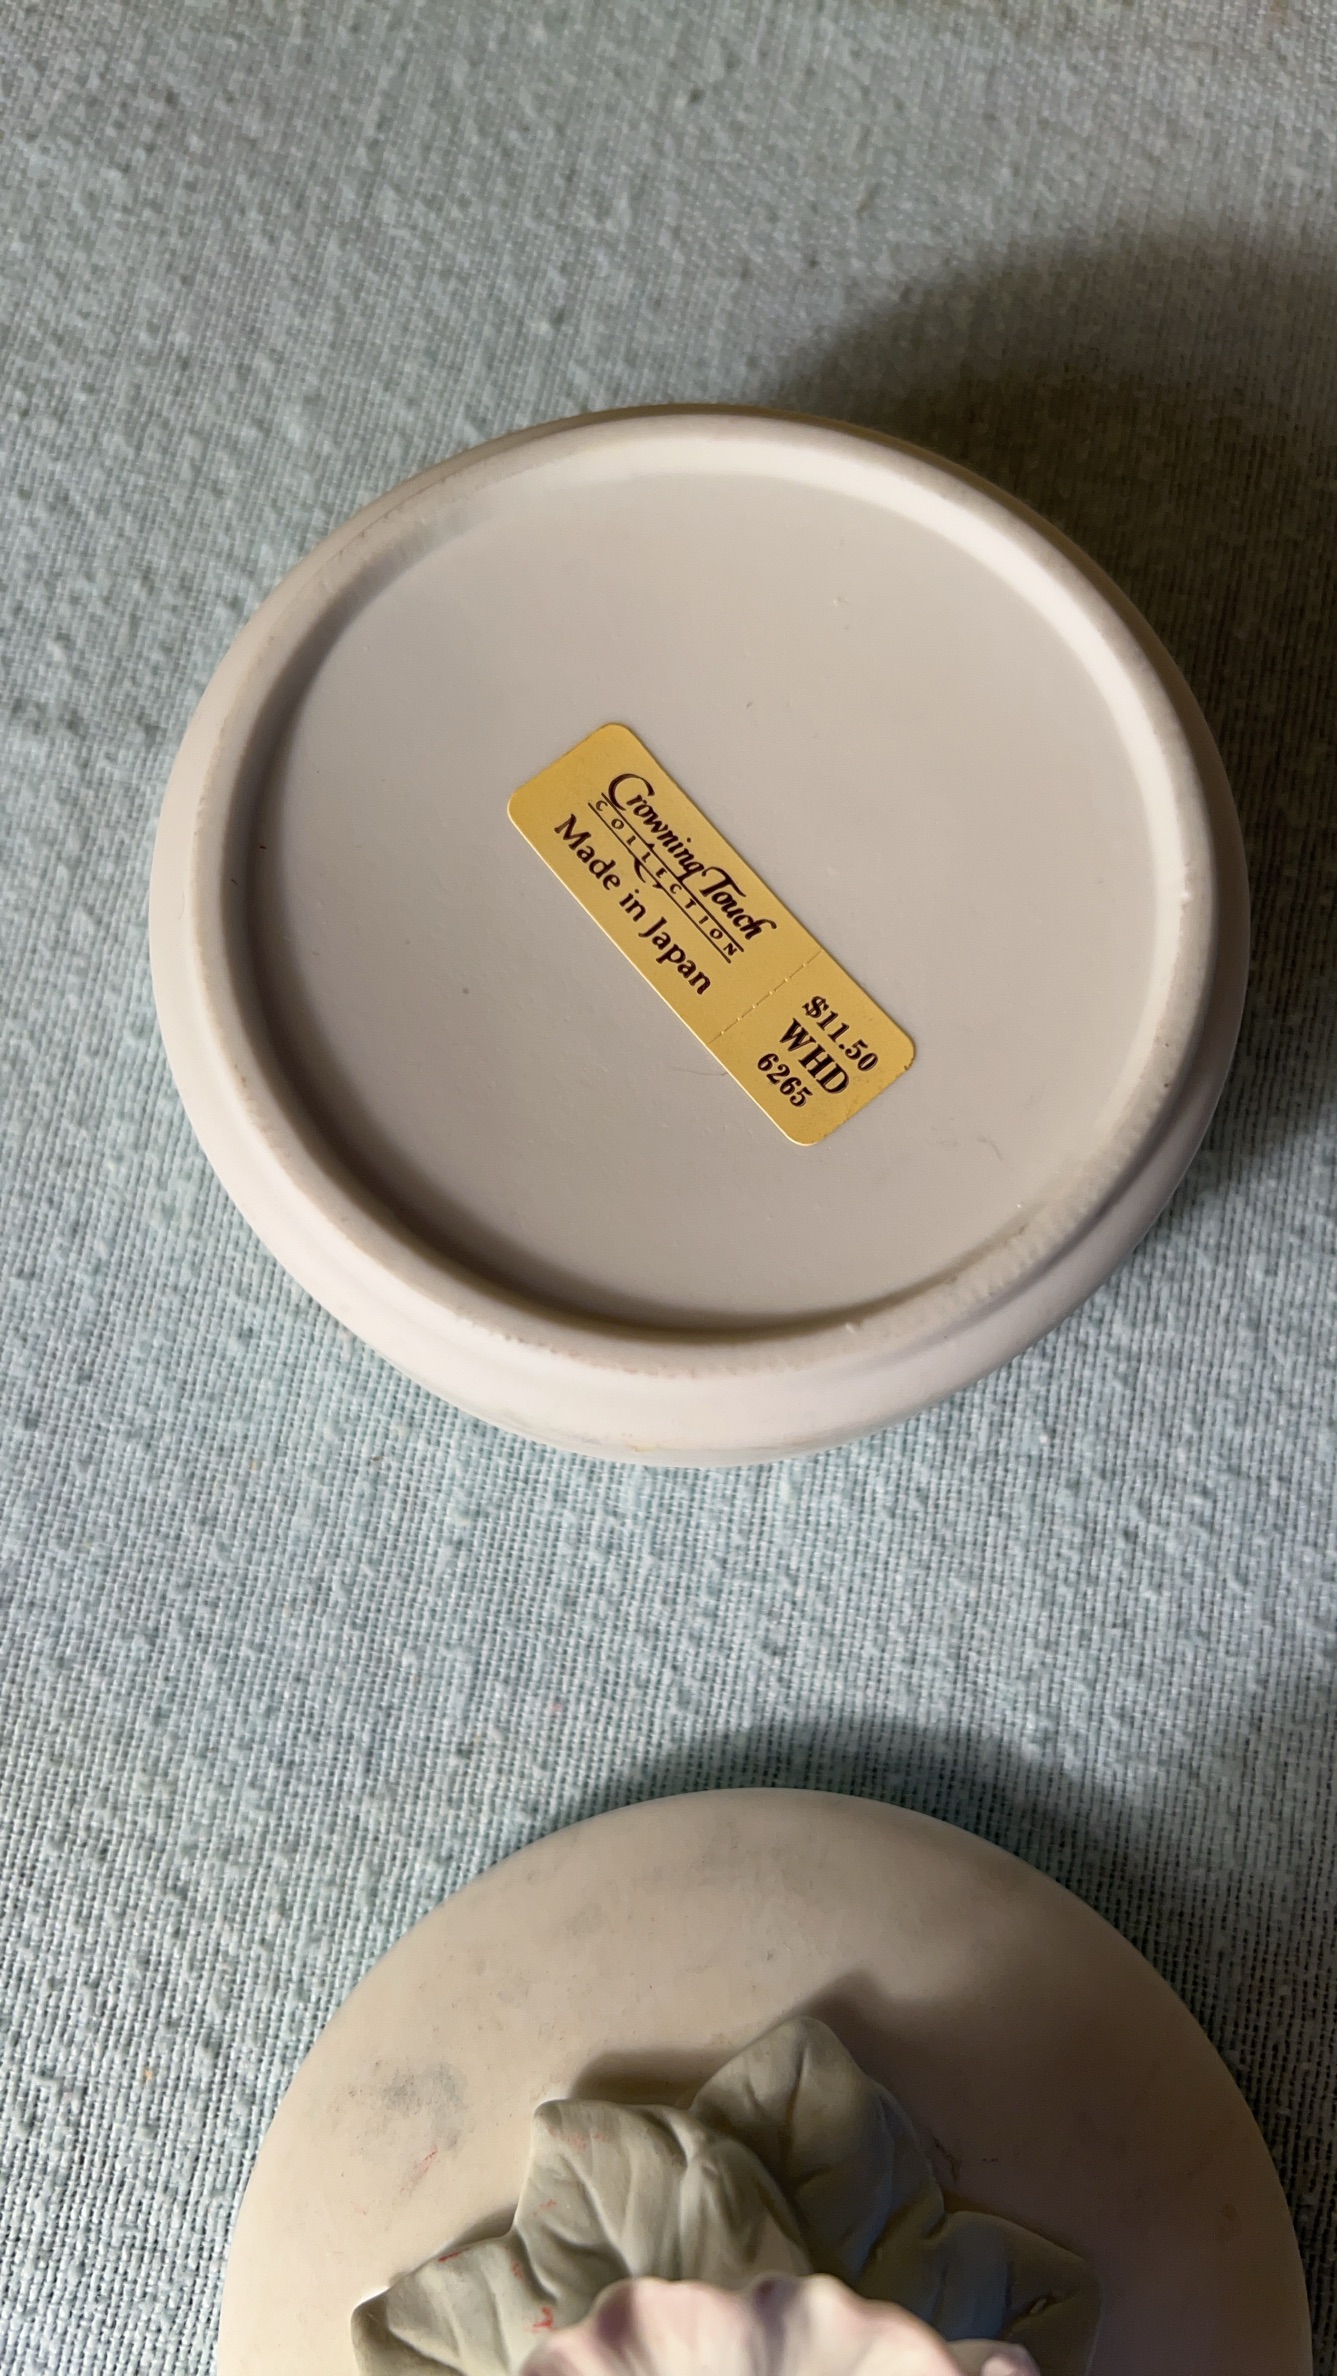 Crowning Touch
COLLECTION
Made in Japan
$11.50
WHD
6265